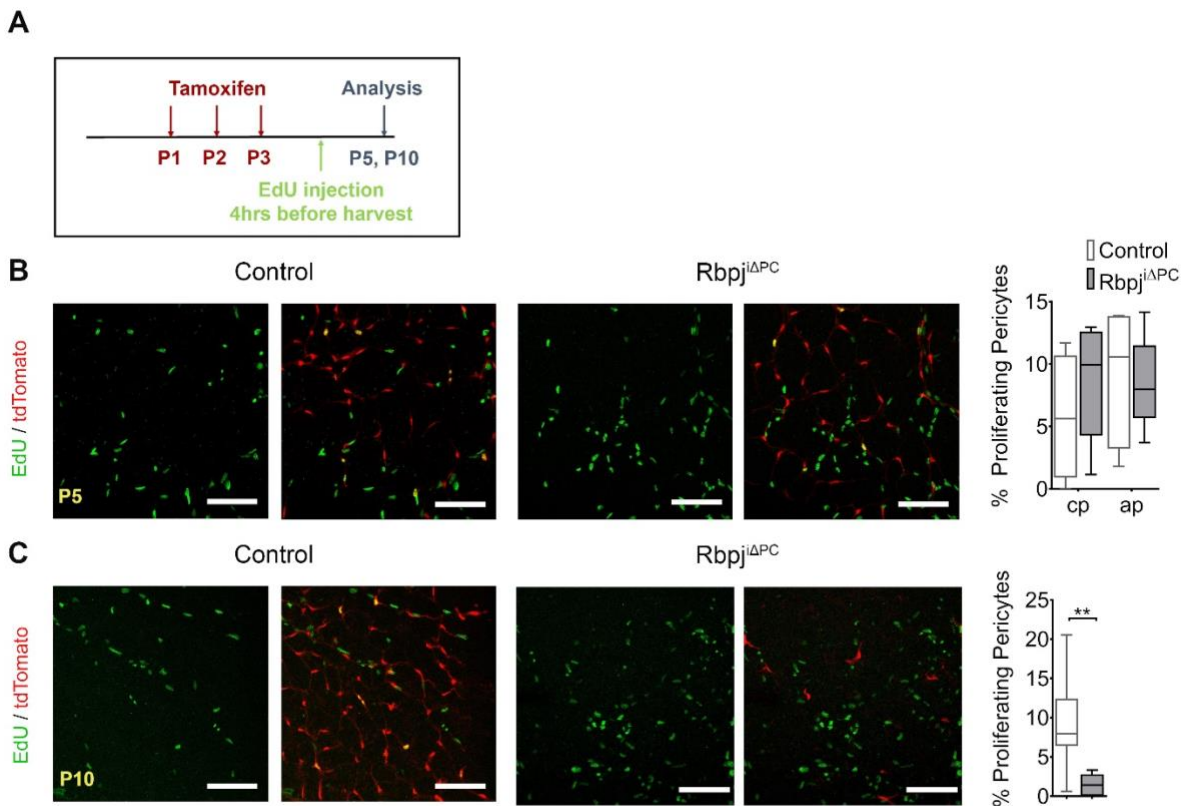 A
Tamoxifen Analysis
P1 P2 P3 P5, P10
EdU injection
4hrs before harvest
B
Control
Rbpj^iΔPC
EdU / tdTomato
P5
Control
Rbpj^iΔPC
% Proliferating Pericytes
15
10
5
0
cp ap
C
Control
Rbpj^iΔPC
EdU / tdTomato
P10
% Proliferating Pericytes
25
20
15
10
5
0
**